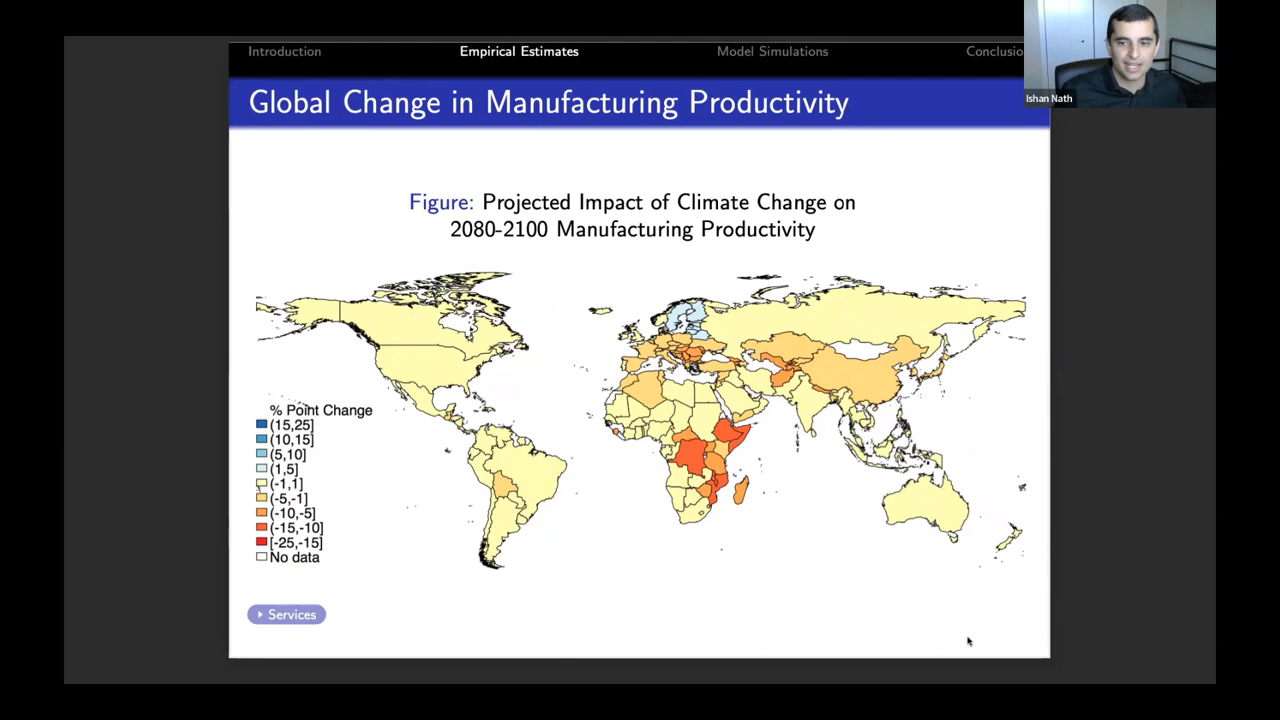 Introduction
Empirical Estimates
Model Simulations
Conclusio
Ishan Nath
Global Change in Manufacturing Productivity
Figure: Projected Impact of Climate Change on
2080-2100 Manufacturing Productivity
% Point Change
(15,25]
(10,15]
(5,10]
(1,5]
(-1,1]
(-5,-1]
(-10,-5]
(-15,-10]
[-25,-15]
No data
Services